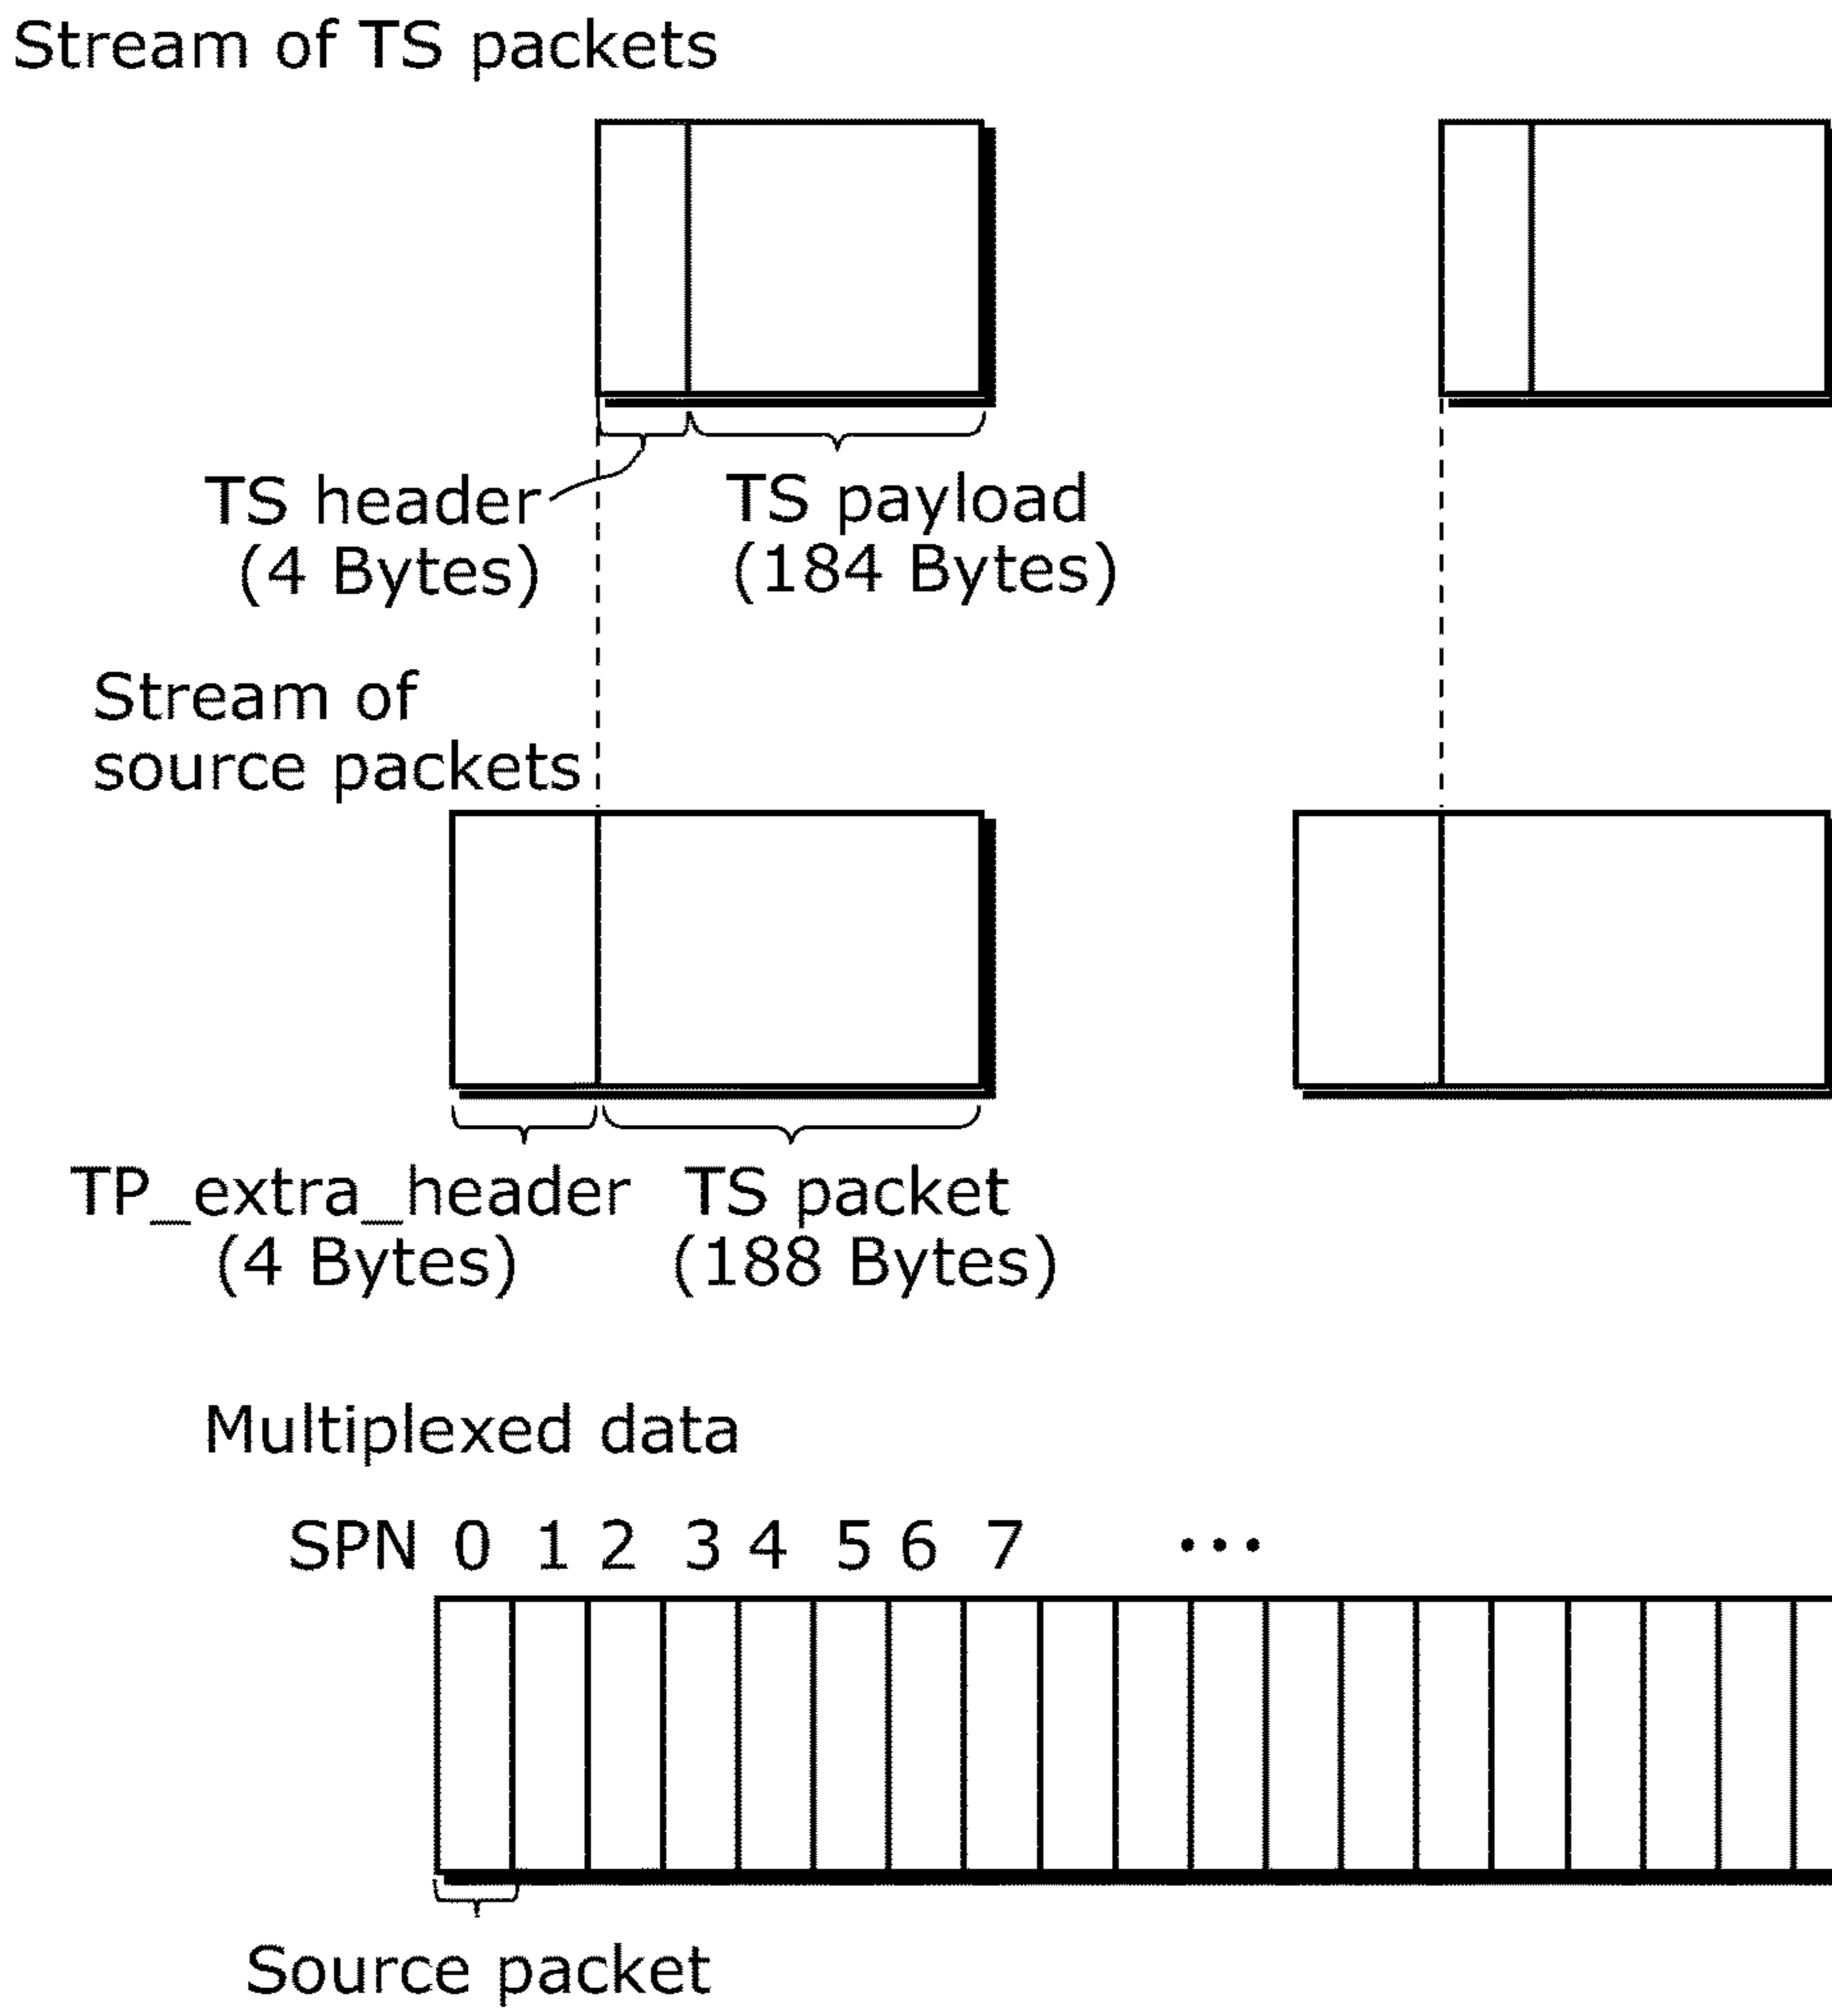 Stream of TS packets
TS header
(4 Bytes)
TS payload
(184 Bytes)
Stream of
source packets
TP_extra_header
(4 Bytes)
TS packet
(188 Bytes)
Multiplexed data
SPN 0 1 2 3 4 5 6 7 ...
Source packet